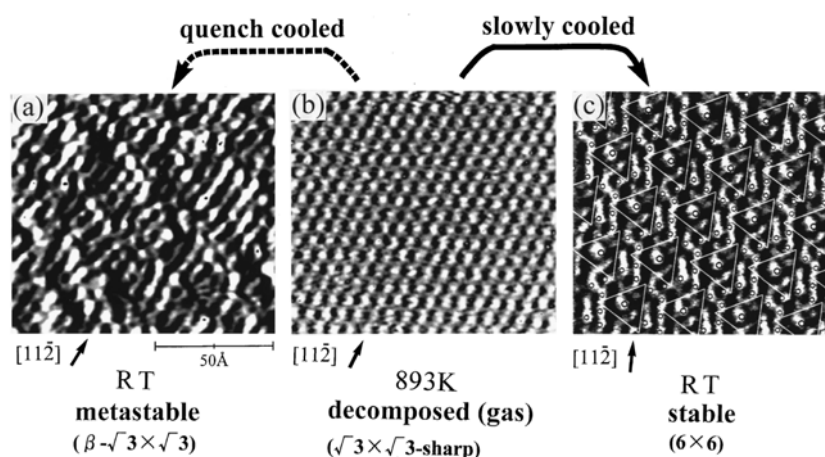 quench cooled
slowly cooled
(a)
(b)
(c)
[112̄]
50Å
[112̄]
[112̄]
RT
metastable
(β-√3×√3)
893K
decomposed (gas)
(√3×√3-sharp)
RT
stable
(6×6)